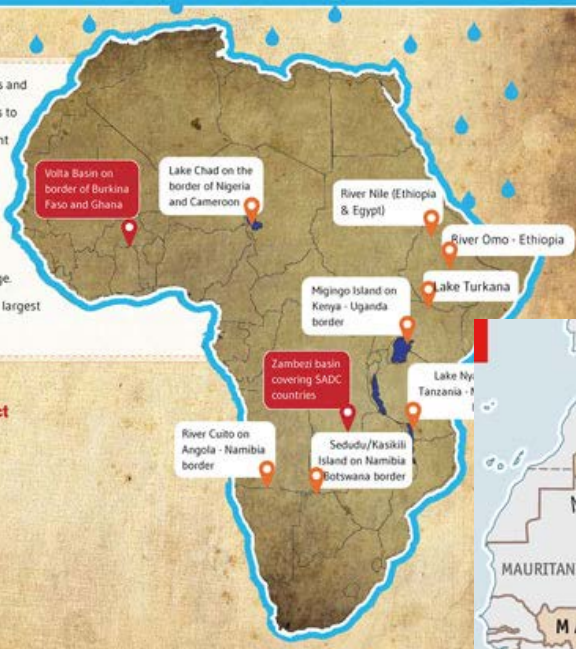 s and
s to
nt
ge.
largest
ct
Volta Basin on
border of Burkina
Faso and Ghana
Lake Chad on the
border of Nigeria
and Cameroon
River Nile (Ethiopia
& Egypt)
River Omo - Ethiopia
Lake Turkana
Migingo Island on
Kenya - Uganda
border
Zambezi basin
covering SADC
countries
Lake Nya
Tanzania - M
River Cuito on
Angola - Namibia
border
Sedudu/Kasikili
Island on Namibia
Botswana border
MAURITAN
M A